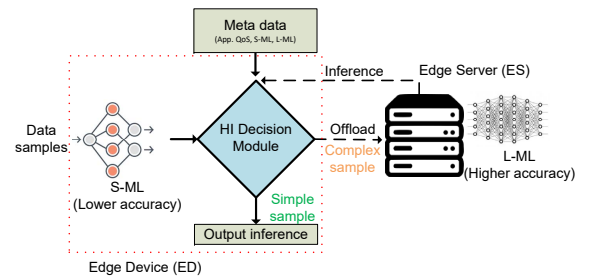 Meta data
(App. QoS, S-ML, L-ML)
Inference
Edge Server (ES)
Data
samples
HI Decision
Module
Offload
Complex
sample
S-ML
(Lower accuracy)
L-ML
(Higher accuracy)
Simple
sample
Output inference
Edge Device (ED)